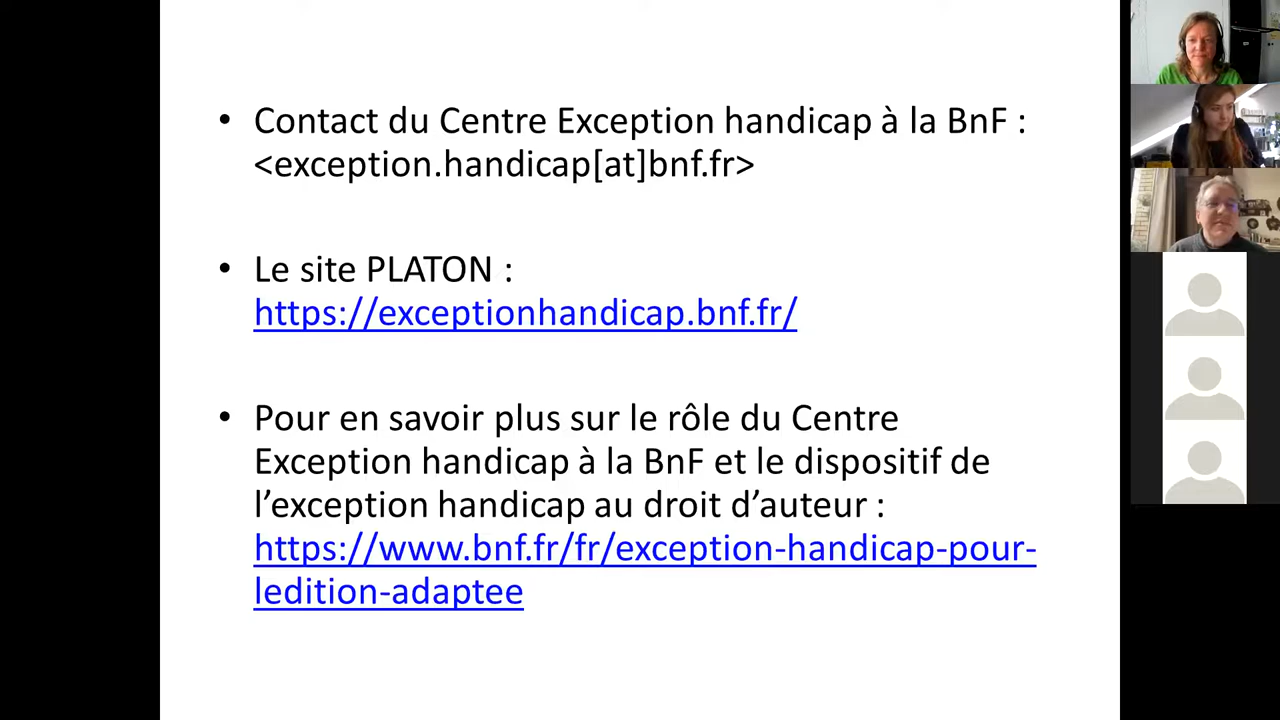 • Contact du Centre Exception handicap à la BnF :
<exception.handicap[at]bnf.fr>
• Le site PLATON :
https://exceptionhandicap.bnf.fr/
• Pour en savoir plus sur le rôle du Centre
Exception handicap à la BnF et le dispositif de
l’exception handicap au droit d’auteur :
https://www.bnf.fr/fr/exception-handicap-pour-
ledition-adaptee